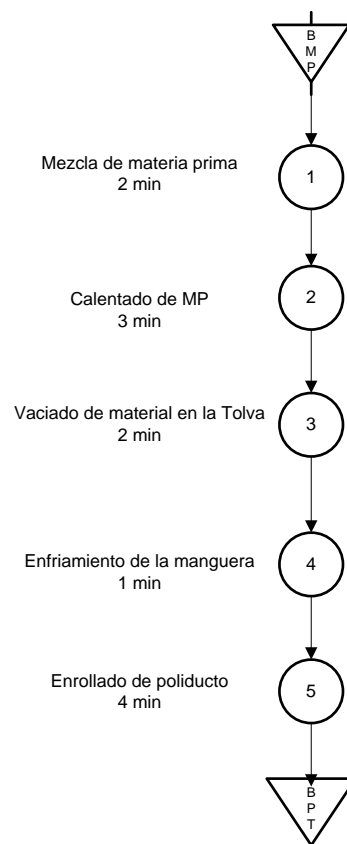 B
M
P
Mezcla de materia prima
2 min
1
Calentado de MP
3 min
2
Vaciado de material en la Tolva
2 min
3
Enfriamiento de la manguera
1 min
4
Enrollado de poliducto
4 min
5
B
P
T